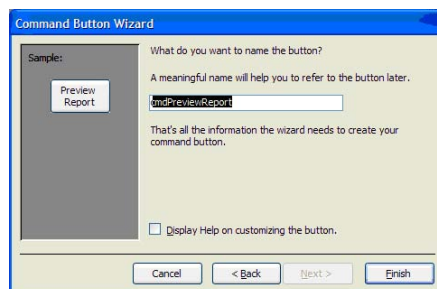 Command Button Wizard
Sample:
Preview
Report
What do you want to name the button?
A meaningful name will help you to refer to the button later.
cmdPreviewReport
That's all the information the wizard needs to create your
command button.
Display Help on customizing the button.
Cancel
< Back
Next >
Finish